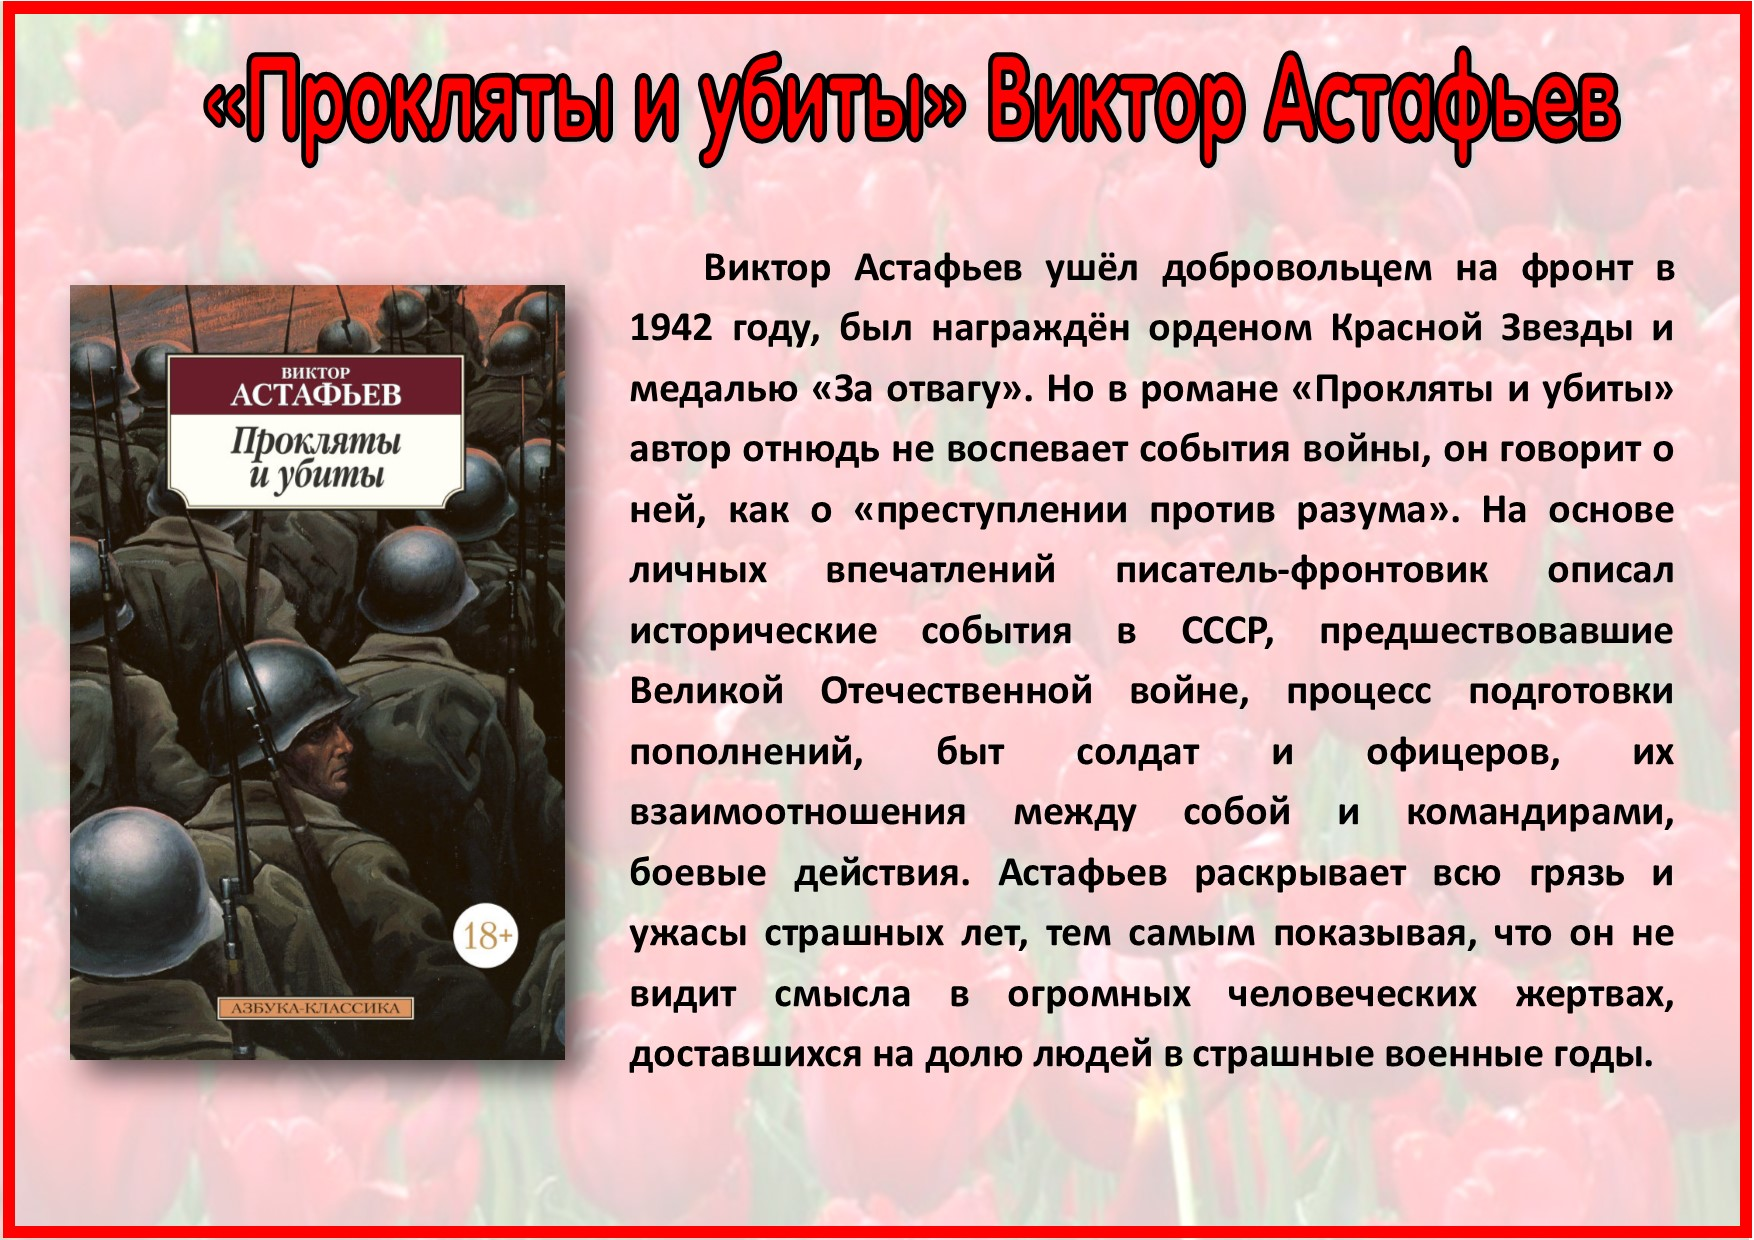 «Прокляты и убиты» Виктор Астафьев
ВИКТОР
АСТАФЬЕВ
Прокляты
и убиты
18+
АЗБУКА-КЛАССИКА
Виктор Астафьев ушёл добровольцем на фронт в
1942 году, был награждён орденом Красной Звезды и
медалью «За отвагу». Но в романе «Прокляты и убиты»
автор отнюдь не воспевает события войны, он говорит о
ней, как о «преступлении против разума». На основе
личных впечатлений писатель-фронтовик описал
исторические события в СССР, предшествовавшие
Великой Отечественной войне, процесс подготовки
пополнений, быт солдат и офицеров, их
взаимоотношения между собой и командирами,
боевые действия. Астафьев раскрывает всю грязь и
ужасы страшных лет, тем самым показывая, что он не
видит смысла в огромных человеческих жертвах,
доставшихся на долю людей в страшные военные годы.